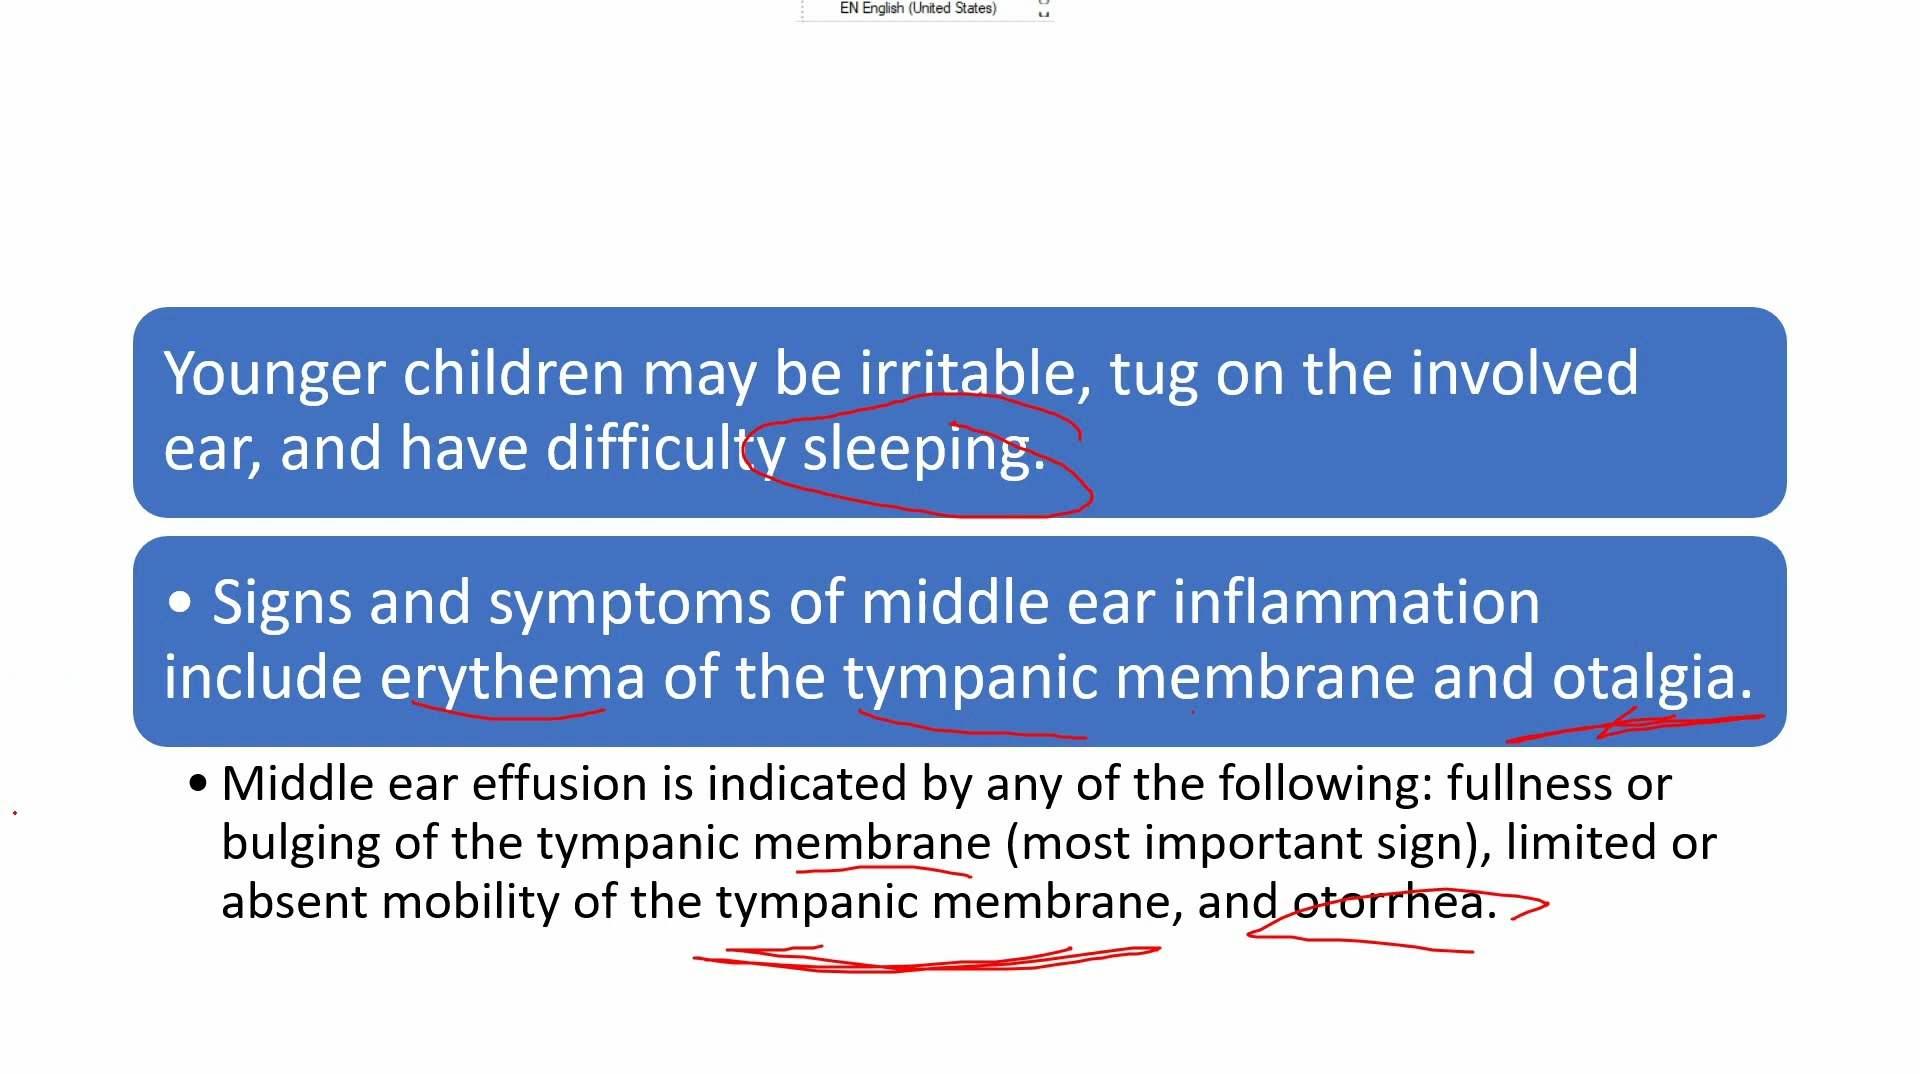 EN English (United States)
Younger children may be irritable, tug on the involved
ear, and have difficulty sleeping.
• Signs and symptoms of middle ear inflammation
include erythema of the tympanic membrane and otalgia.
• Middle ear effusion is indicated by any of the following: fullness or
bulging of the tympanic membrane (most important sign), limited or
absent mobility of the tympanic membrane, and otorrhea.